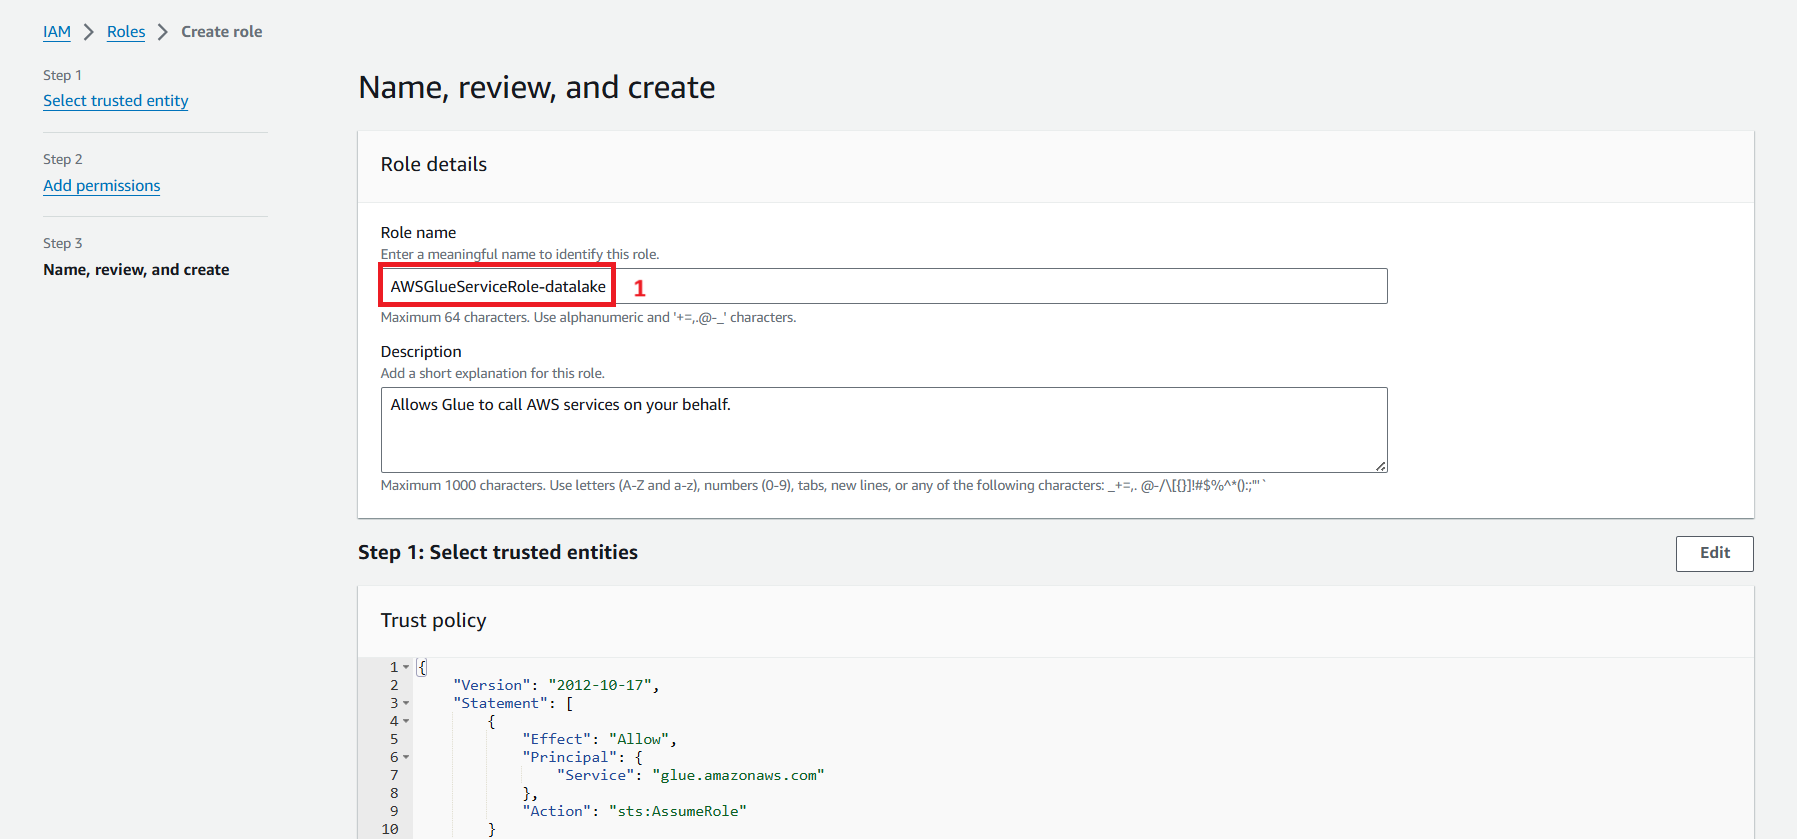 IAM > Roles > Create role
Step 1
Select trusted entity
Step 2
Add permissions
Step 3
Name, review, and create
Name, review, and create
Role details
Role name
Enter a meaningful name to identify this role.
AWSGlueServiceRole-datalake 1
Maximum 64 characters. Use alphanumeric and '+=,.@-_' characters.
Description
Add a short explanation for this role.
Allows Glue to call AWS services on your behalf.
Maximum 1000 characters. Use letters (A-Z and a-z), numbers (0-9), tabs, new lines, or any of the following characters: _+=,. @-/\[{}]!#$%^*();:"'`
Step 1: Select trusted entities
Edit
Trust policy
1 {
2 "Version": "2012-10-17",
3 "Statement": [
4 {
5 "Effect": "Allow",
6 "Principal": {
7 "Service": "glue.amazonaws.com"
8 },
9 "Action": "sts:AssumeRole"
10 }